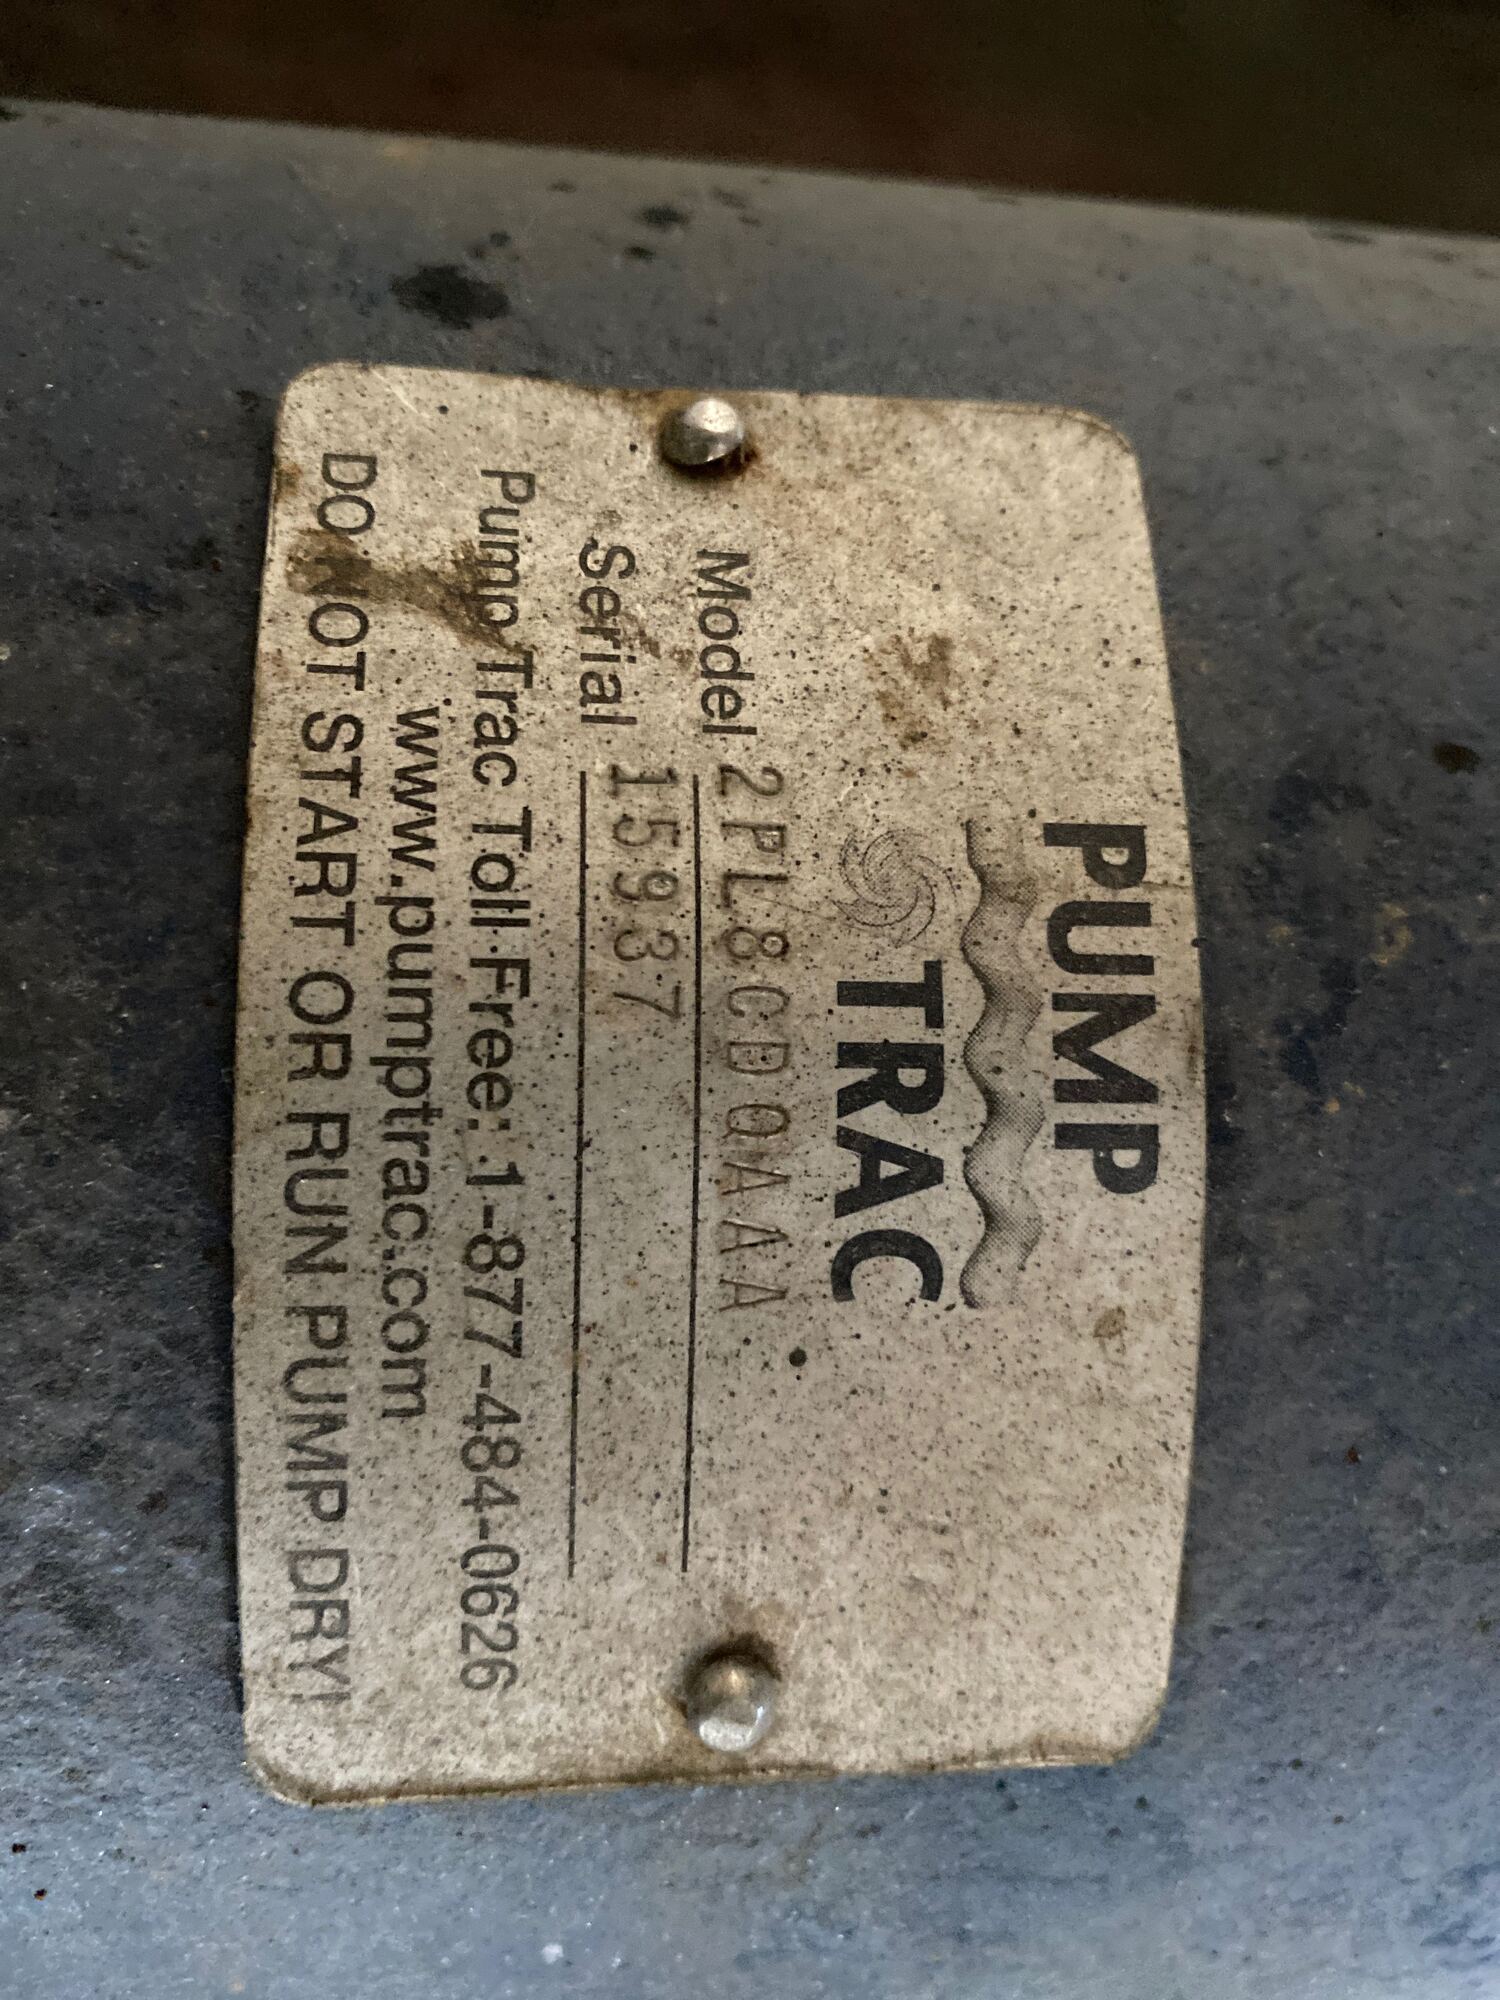 PUMP
TRAC
Model 2PL8CDQAAA
Serial 15937
Pump Trac Toll Free: 1-877-484-0626
www.pumptrac.com
DO NOT START OR RUN PUMP DRY!